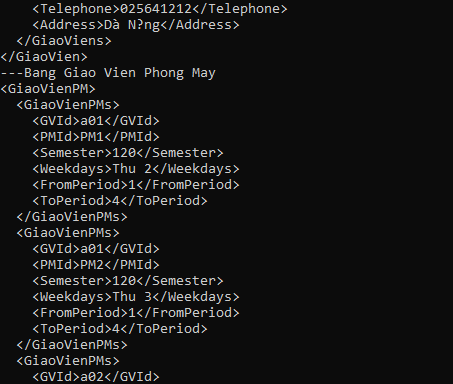 <Telephone>025641212</Telephone>
<Address>Dà N?ng</Address>
</GiaoViens>
</GiaoVien>
---Bang Giao Vien Phong May
<GiaoVienPM>
<GiaoVienPMs>
<GVId>a01</GVId>
<PMId>PM1</PMId>
<Semester>120</Semester>
<Weekdays>Thu 2</Weekdays>
<FromPeriod>1</FromPeriod>
<ToPeriod>4</ToPeriod>
</GiaoVienPMs>
<GiaoVienPMs>
<GVId>a01</GVId>
<PMId>PM2</PMId>
<Semester>120</Semester>
<Weekdays>Thu 3</Weekdays>
<FromPeriod>1</FromPeriod>
<ToPeriod>4</ToPeriod>
</GiaoVienPMs>
<GiaoVienPMs>
<GVId>a02</GVId>